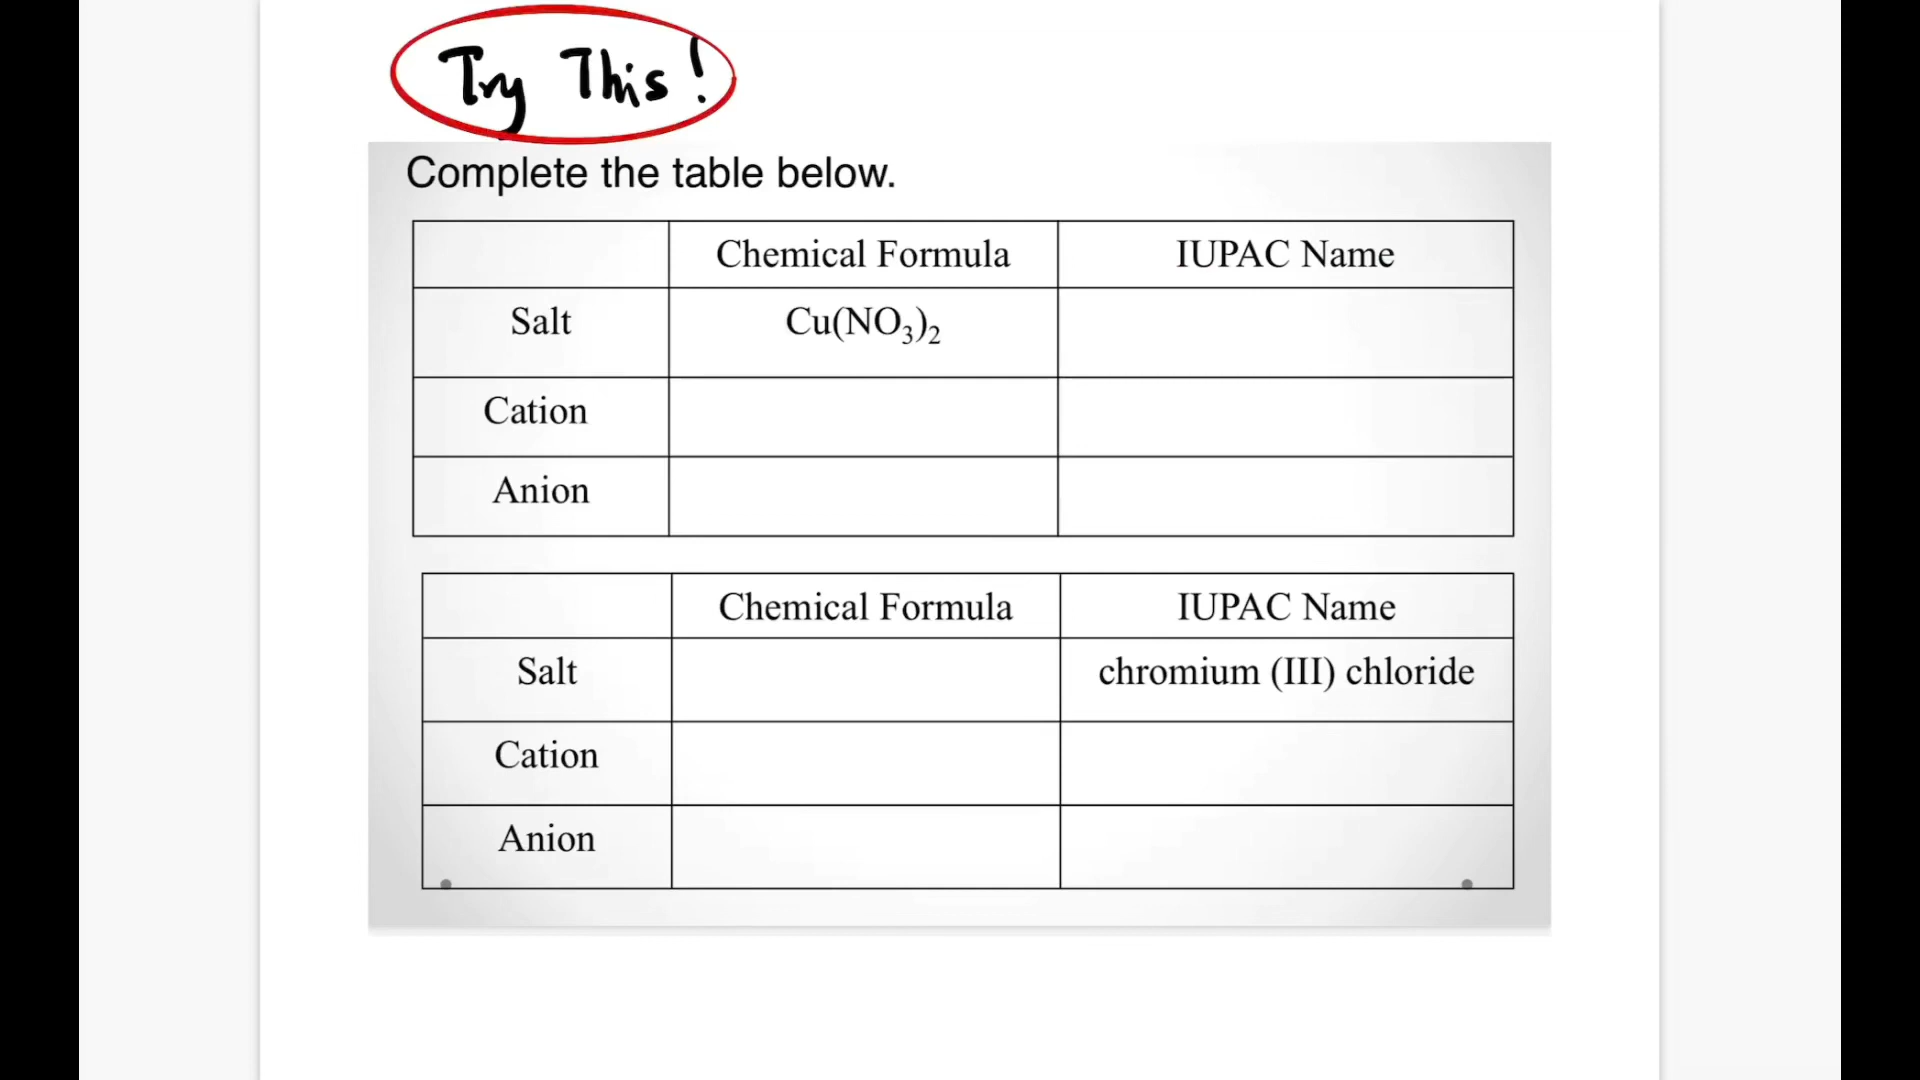 Try This!
Complete the table below.
Chemical Formula IUPAC Name
Salt Cu(NO₃)₂
Cation
Anion
Chemical Formula IUPAC Name
Salt chromium (III) chloride
Cation
Anion